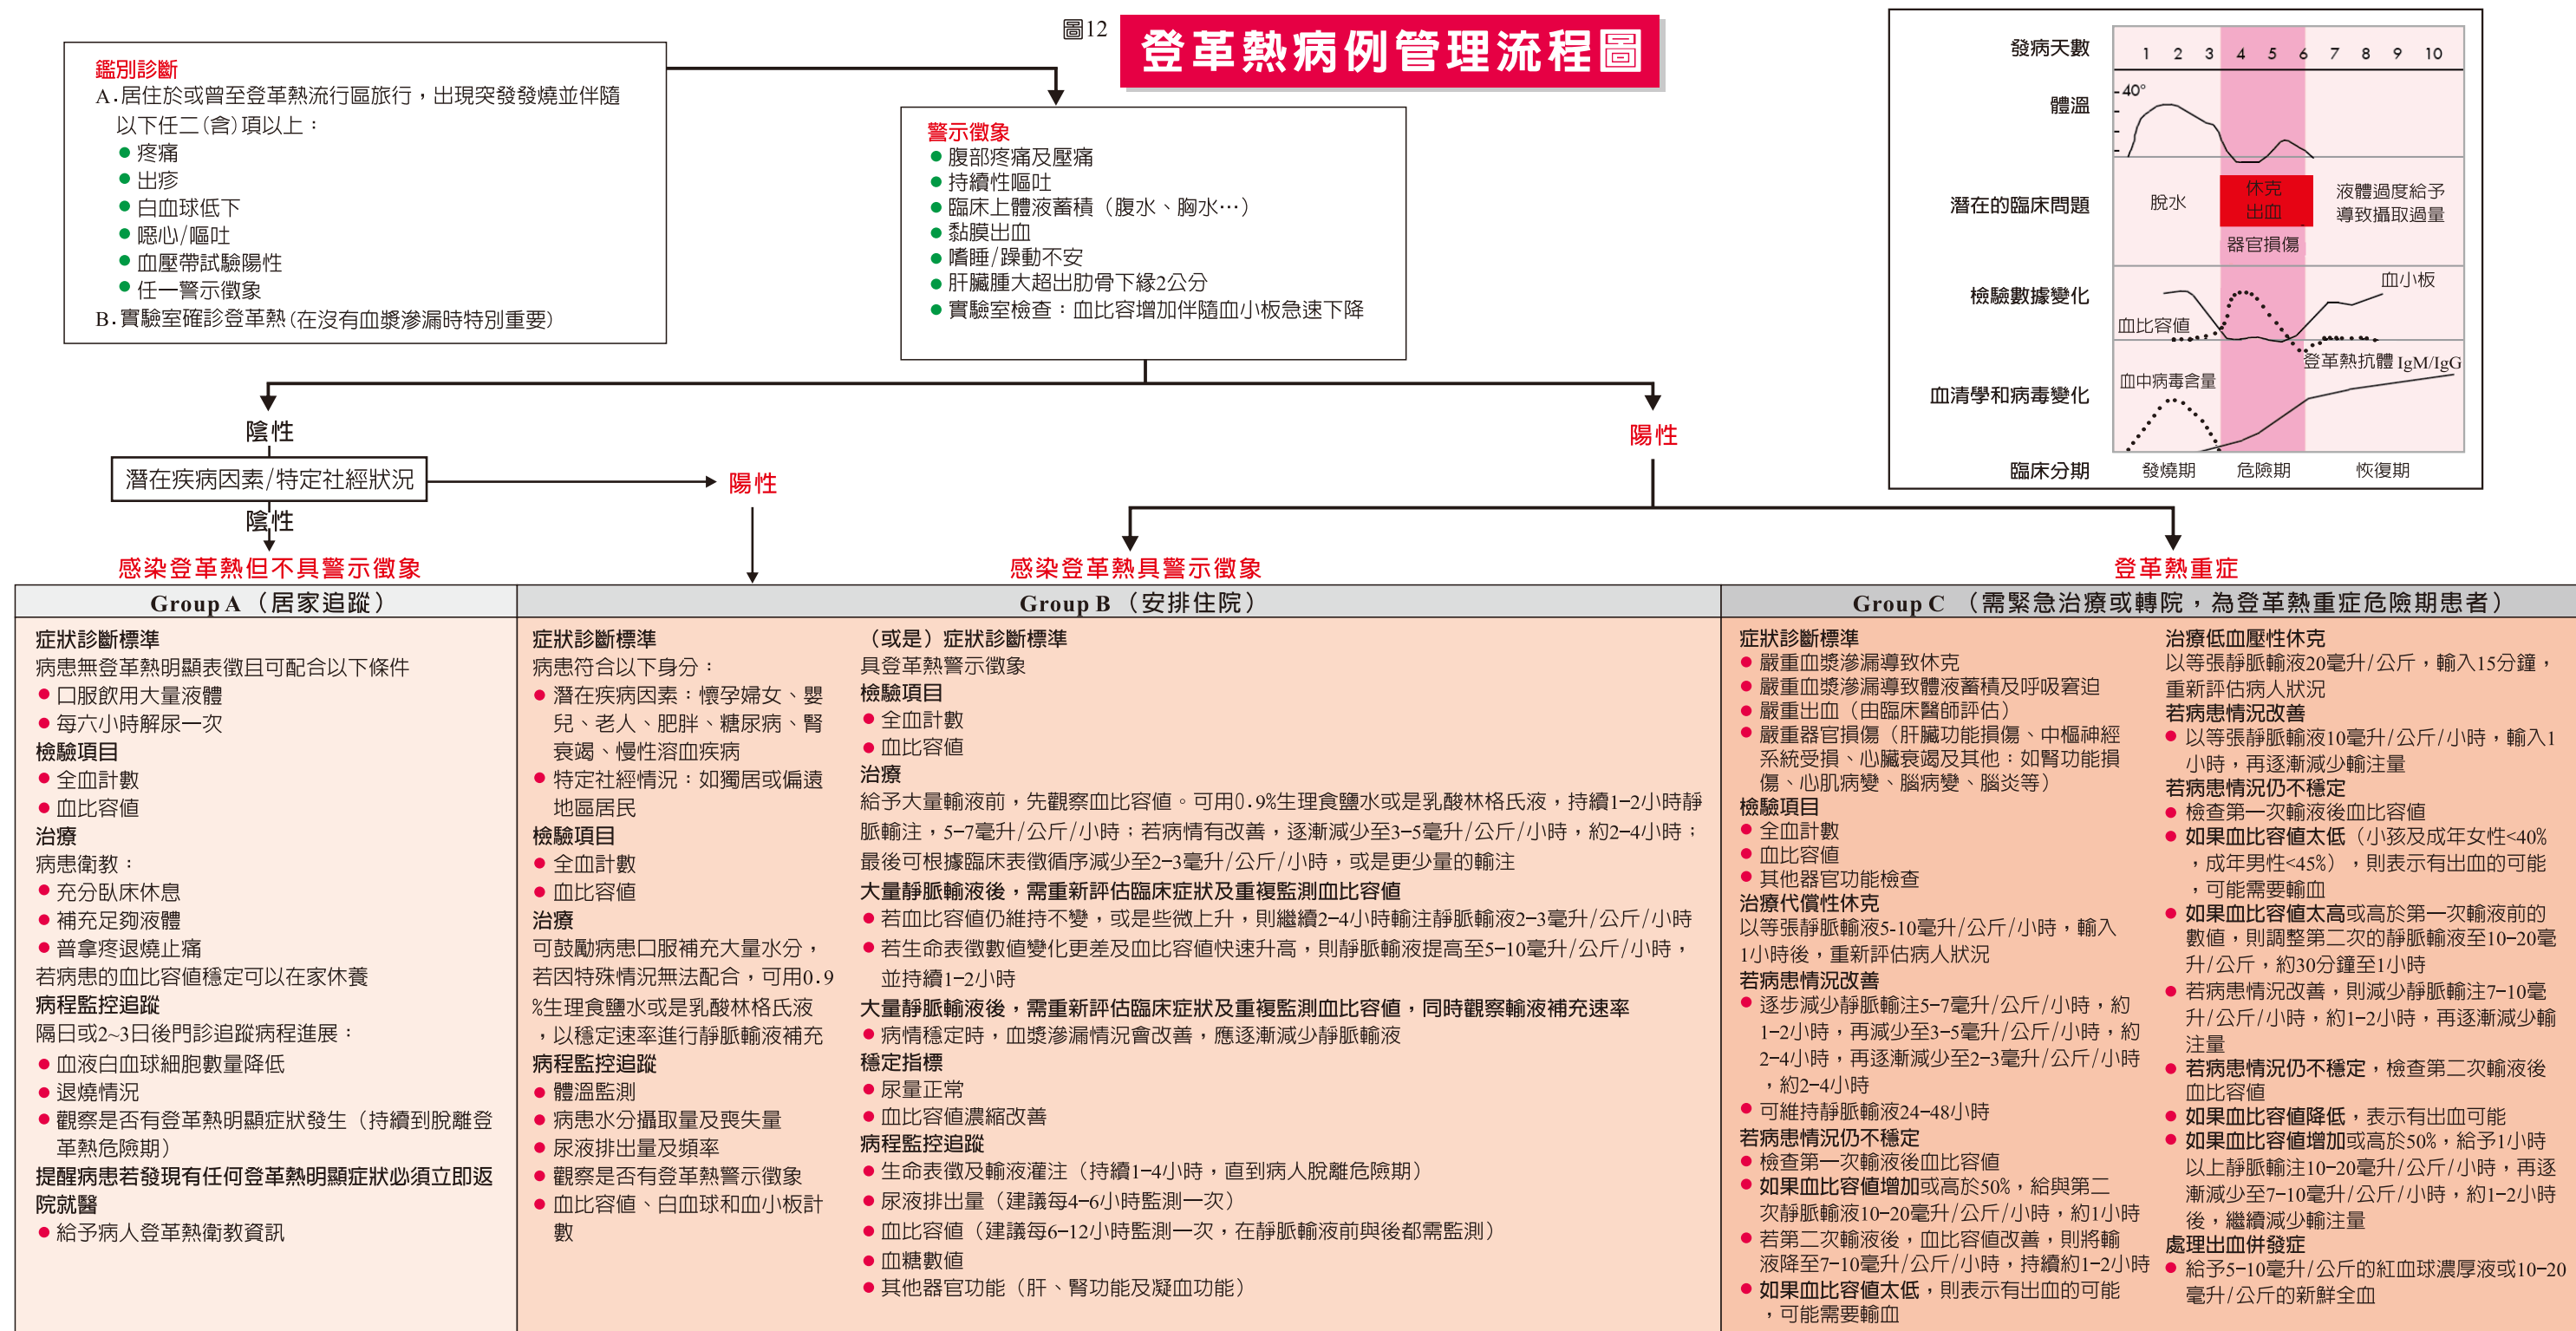 圖12
登革熱病例管理流程圖
鑑別診斷
A.居住於或曾至登革熱流行區旅行，出現突發發燒並伴隨
以下任二(含)項以上：
● 疼痛
● 出疹
● 白血球低下
● 噁心/嘔吐
● 血壓帶試驗陽性
● 任一警示徵象
B.實驗室確診登革熱(在沒有血漿滲漏時特別重要)
警示徵象
● 腹部疼痛及壓痛
● 持續性嘔吐
● 臨床上體液蓄積（腹水、胸水…）
● 黏膜出血
● 嗜睡/躁動不安
● 肝臟腫大超出肋骨下緣2公分
● 實驗室檢查：血比容增加伴隨血小板急速下降
發病天數
1 2 3 4 5 6 7 8 9 10
體溫
40°
潛在的臨床問題
脫水
休克
出血
器官損傷
液體過度給予
導致攝取過量
檢驗數據變化
血小板
血比容值
血清學和病毒變化
登革熱抗體 IgM/IgG
血中病毒含量
臨床分期
發燒期
危險期
恢復期
陰性
陽性
潛在疾病因素/特定社經狀況
陽性
陰性
感染登革熱但不具警示徵象
感染登革熱具警示徵象
登革熱重症
Group A （居家追蹤）
症狀診斷標準
病患無登革熱明顯表徵且可配合以下條件
● 口服飲用大量液體
● 每六小時解尿一次
檢驗項目
● 全血計數
● 血比容值
治療
病患衛教：
● 充分臥床休息
● 補充足夠液體
● 普拿疼退燒止痛
若病患的血比容值穩定可以在家休養
病程監控追蹤
隔日或2~3日後門診追蹤病程進展：
● 血液白血球細胞數量降低
● 退燒情況
● 觀察是否有登革熱明顯症狀發生（持續到脫離登
革熱危險期）
提醒病患若發現有任何登革熱明顯症狀必須立即返
院就醫
● 給予病人登革熱衛教資訊
Group B （安排住院）
症狀診斷標準
病患符合以下身分：
● 潛在疾病因素：懷孕婦女、嬰
兒、老人、肥胖、糖尿病、腎
衰竭、慢性溶血疾病
● 特定社經情況：如獨居或偏遠
地區居民
檢驗項目
● 全血計數
● 血比容值
治療
可鼓勵病患口服補充大量水分，
若因特殊情況無法配合，可用0.9
%生理食鹽水或是乳酸林格氏液
，以穩定速率進行靜脈輸液補充
病程監控追蹤
● 體溫監測
● 病患水分攝取量及喪失量
● 尿液排出量及頻率
● 觀察是否有登革熱警示徵象
● 血比容值、白血球和血小板計
數
（或是）症狀診斷標準
具登革熱警示徵象
檢驗項目
● 全血計數
● 血比容值
治療
給予大量輸液前，先觀察血比容值。可用0.9%生理食鹽水或是乳酸林格氏液，持續1-2小時靜
脈輸注，5-7毫升/公斤/小時；若病情有改善，逐漸減少至3-5毫升/公斤/小時，約2-4小時；
最後可根據臨床表徵循序減少至2-3毫升/公斤/小時，或是更少量的輸注
大量靜脈輸液後，需重新評估臨床症狀及重複監測血比容值
● 若血比容值仍維持不變，或是些微上升，則繼續2-4小時輸注靜脈輸液2-3毫升/公斤/小時
● 若生命表徵數值變化更差及血比容值快速升高，則靜脈輸液提高至5-10毫升/公斤/小時，
並持續1-2小時
大量靜脈輸液後，需重新評估臨床症狀及重複監測血比容值，同時觀察輸液補充速率
● 病情穩定時，血漿滲漏情況會改善，應逐漸減少靜脈輸液
穩定指標
● 尿量正常
● 血比容值濃縮改善
病程監控追蹤
● 生命表徵及輸液灌注（持續1-4小時，直到病人脫離危險期）
● 尿液排出量（建議每4-6小時監測一次）
● 血比容值（建議每6-12小時監測一次，在靜脈輸液前與後都需監測）
● 血糖數值
● 其他器官功能（肝、腎功能及凝血功能）
Group C （需緊急治療或轉院，為登革熱重症危險期患者）
症狀診斷標準
● 嚴重血漿滲漏導致休克
● 嚴重血漿滲漏導致體液蓄積及呼吸窘迫
● 嚴重出血（由臨床醫師評估）
● 嚴重器官損傷（肝臟功能損傷、中樞神經
系統受損、心臟衰竭及其他：如腎功能損
傷、心肌病變、腦病變、腦炎等）
檢驗項目
● 全血計數
● 血比容值
● 其他器官功能檢查
治療代償性休克
以等張靜脈輸液5-10毫升/公斤/小時，輸入
1小時後，重新評估病人狀況
若病患情況改善
● 逐步減少靜脈輸注5-7毫升/公斤/小時，約
1-2小時，再減少至3-5毫升/公斤/小時，約
2-4小時，再逐漸減少至2-3毫升/公斤/小時
，約2-4小時
● 可維持靜脈輸液24-48小時
若病患情況仍不穩定
● 檢查第一次輸液後血比容值
● 如果血比容值增加或高於50%，給與第二
次靜脈輸液10-20毫升/公斤/小時，約1小時
● 若第二次輸液後，血比容值改善，則將輸
液降至7-10毫升/公斤/小時，持續約1-2小時
● 如果血比容值太低，則表示有出血的可能
，可能需要輸血
治療低血壓性休克
以等張靜脈輸液20毫升/公斤，輸入15分鐘，
重新評估病人狀況
若病患情況改善
● 以等張靜脈輸液10毫升/公斤/小時，輸入1
小時，再逐漸減少輸注量
若病患情況仍不穩定
● 檢查第一次輸液後血比容值
● 如果血比容值太低（小孩及成年女性<40%
，成年男性<45%），則表示有出血的可能
，可能需要輸血
● 如果血比容值太高或高於第一次輸液前的
數值，則調整第二次的靜脈輸液至10-20毫
升/公斤，約30分鐘至1小時
● 若病患情況改善，則減少靜脈輸注7-10毫
升/公斤/小時，約1-2小時，再逐漸減少輸
注量
● 若病患情況仍不穩定，檢查第二次輸液後
血比容值
● 如果血比容值降低，表示有出血可能
● 如果血比容值增加或高於50%，給予1小時
以上靜脈輸注10-20毫升/公斤/小時，再逐
漸減少至7-10毫升/公斤/小時，約1-2小時
後，繼續減少輸注量
處理出血併發症
● 給予5-10毫升/公斤的紅血球濃厚液或10-20
毫升/公斤的新鮮全血